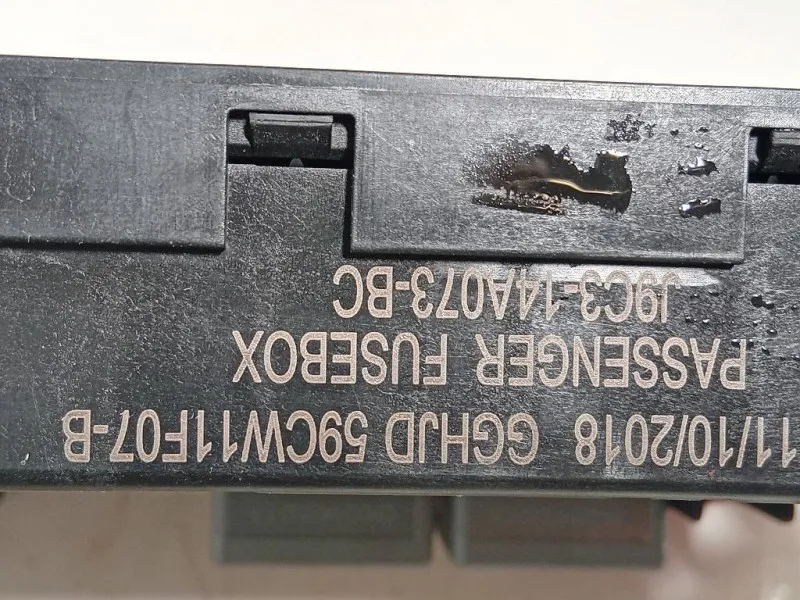 11/10/2018 GGHJD 59CW11F07-B
PASSENGER FUSEBOX
J9C3-14A073-BC